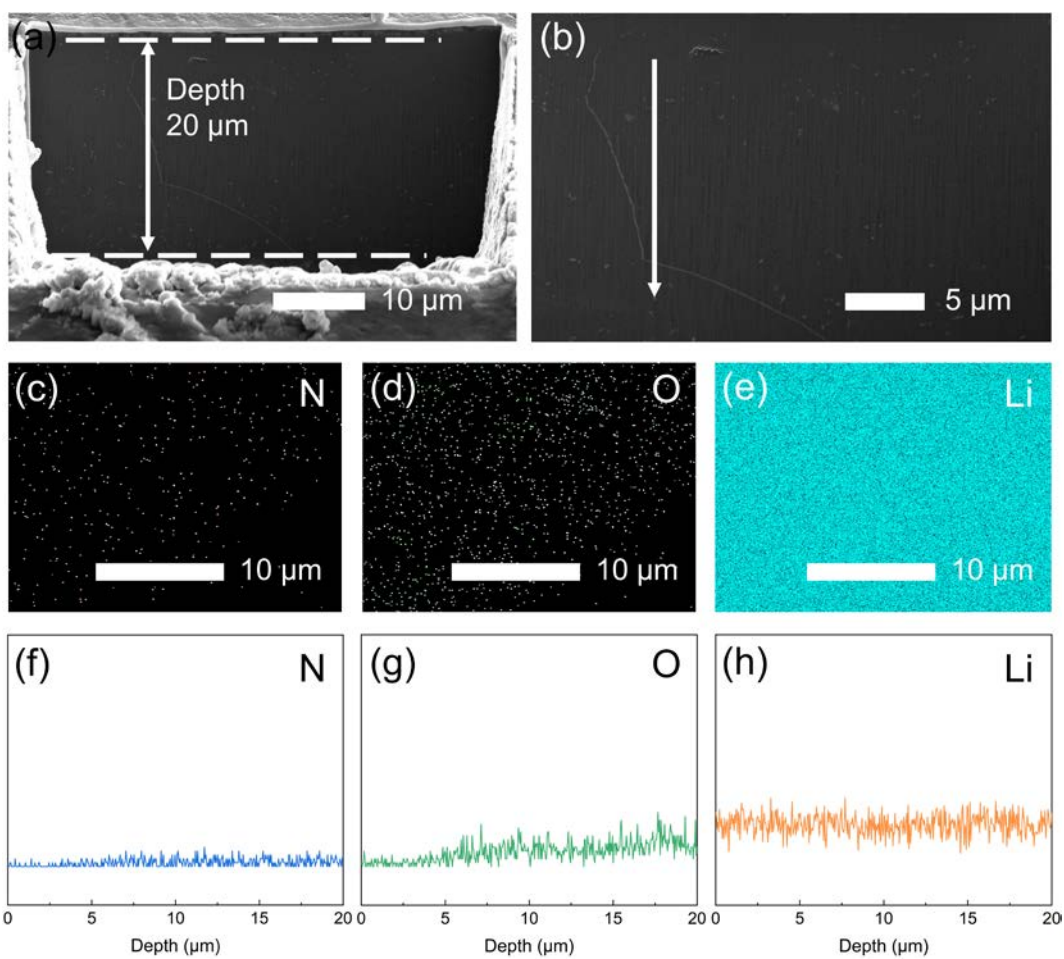 (a)
Depth
20 µm
10 µm
(b)
5 µm
(c)
N
10 µm
(d)
O
10 µm
(e)
Li
10 µm
(f)
N
0 5 10 15 20
Depth (µm)
(g)
O
0 5 10 15 20
Depth (µm)
(h)
Li
0 5 10 15 20
Depth (µm)